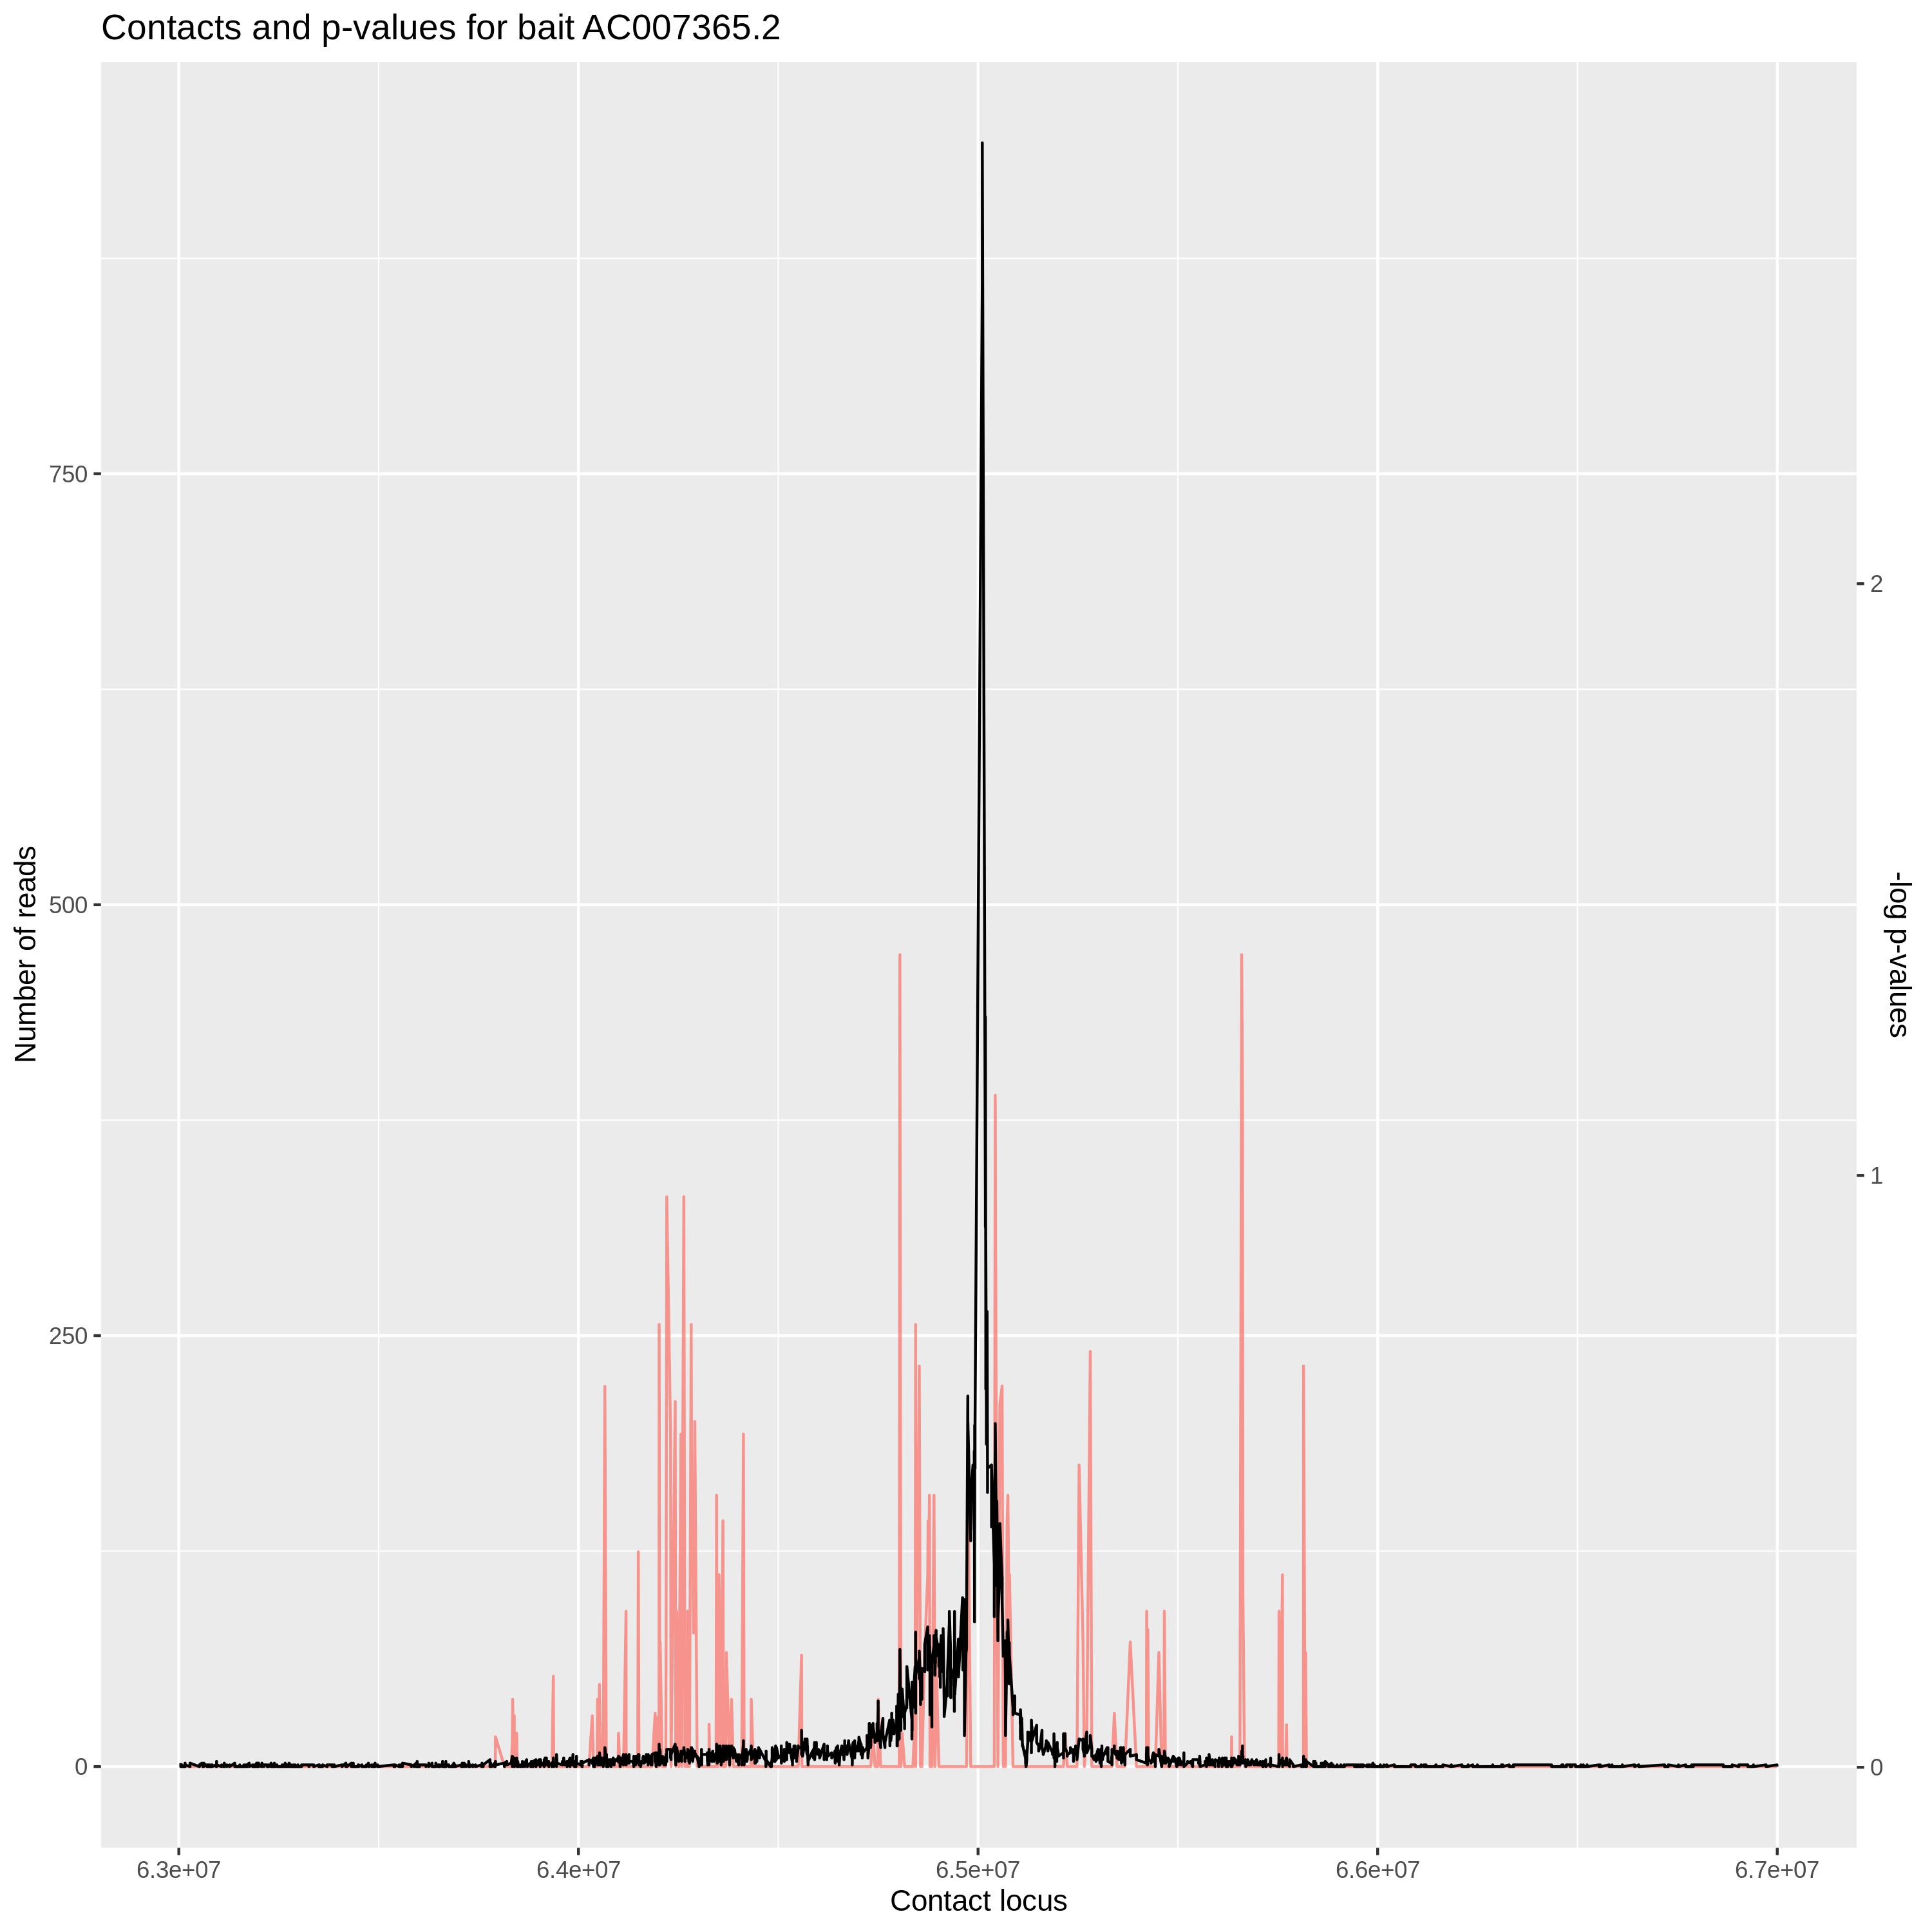 Contacts and p-values for bait AC007365.2
750
500
250
0
Number of reads
2
1
0
-log p-values
6.3e+07 6.4e+07 6.5e+07 6.6e+07 6.7e+07
Contact locus